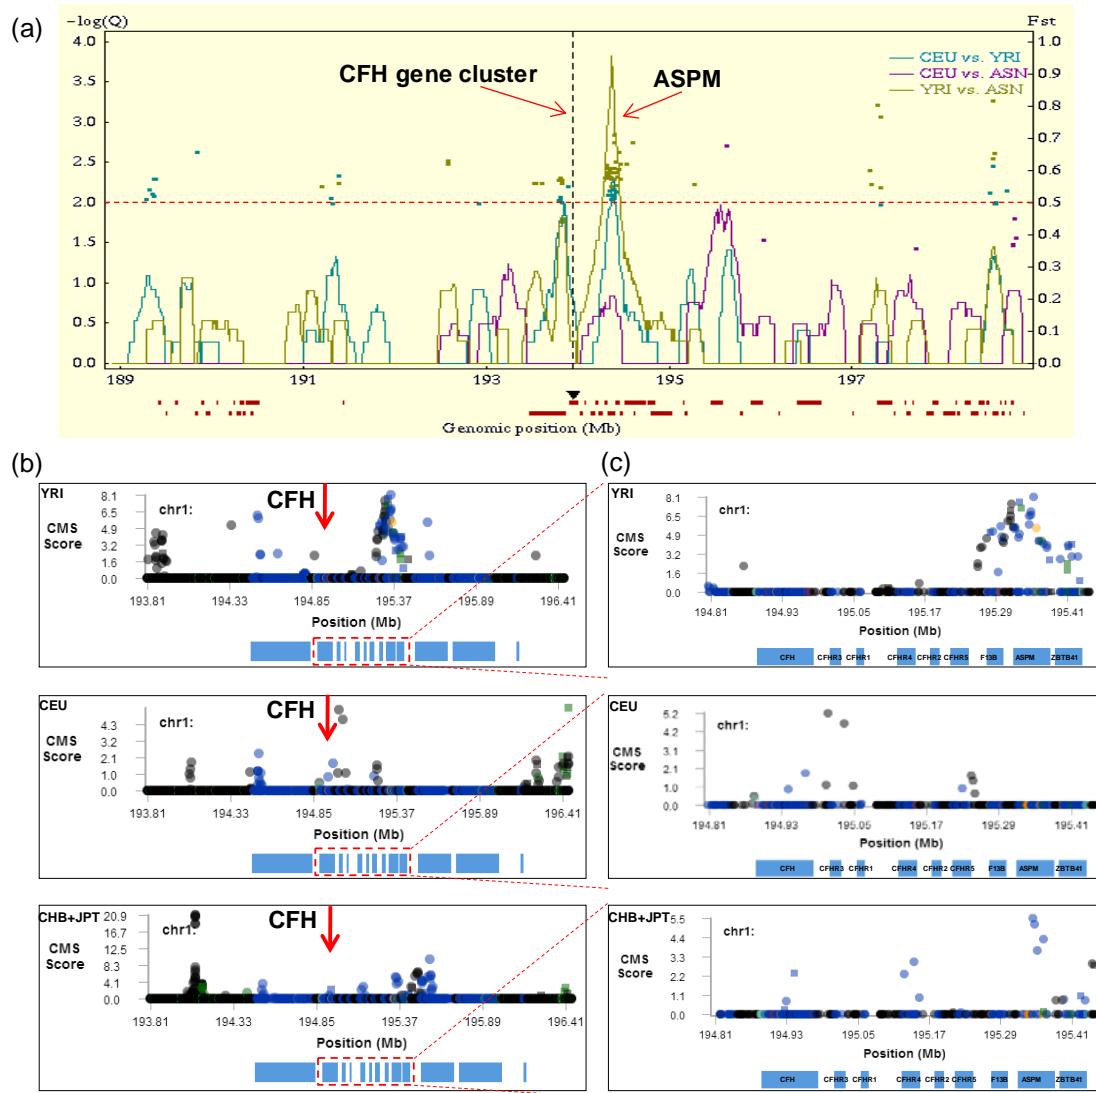 (a)
−log(Q)
Fst
4.0
3.5
3.0
2.5
2.0
1.5
1.0
0.5
0.0
1.0
0.9
0.8
0.7
0.6
0.5
0.4
0.3
0.2
0.1
0.0
CFH gene cluster
ASPM
CEU vs. YRI
CEU vs. ASN
YRI vs. ASN
189 191 193 195 197
Genomic position (Mb)
(b)
YRI
CMS
Score
8.1
6.5
4.9
3.2
1.6
0.0
chr1:
CFH
193.81 194.33 194.85 195.37 195.89 196.41
Position (Mb)
CEU
CMS
Score
4.3
3.2
2.1
1.0
0.0
chr1:
CFH
193.81 194.33 194.85 195.37 195.89 196.41
Position (Mb)
CHB+JPT
CMS
Score
20.9
16.7
12.5
8.3
4.1
0.0
chr1:
CFH
193.81 194.33 194.85 195.37 195.89 196.41
Position (Mb)
(c)
YRI
CMS
Score
8.1
6.5
4.9
3.2
1.6
0.0
chr1:
194.81 194.93 195.05 195.17 195.29 195.41
Position (Mb)
CFH CFHR3 CFHR1 CFHR4 CFHR2 CFHR5 F13B ASPM ZBTB41
CEU
CMS
Score
5.2
4.2
3.1
2.1
1.0
0.0
chr1:
194.81 194.93 195.05 195.17 195.29 195.41
Position (Mb)
CFH CFHR3 CFHR1 CFHR4 CFHR2 CFHR5 F13B ASPM ZBTB41
CHB+JPT
CMS
Score
5.5
4.4
3.3
2.2
1.1
0.0
chr1:
194.81 194.93 195.05 195.17 195.29 195.41
Position (Mb)
CFH CFHR3 CFHR1 CFHR4 CFHR2 CFHR5 F13B ASPM ZBTB41